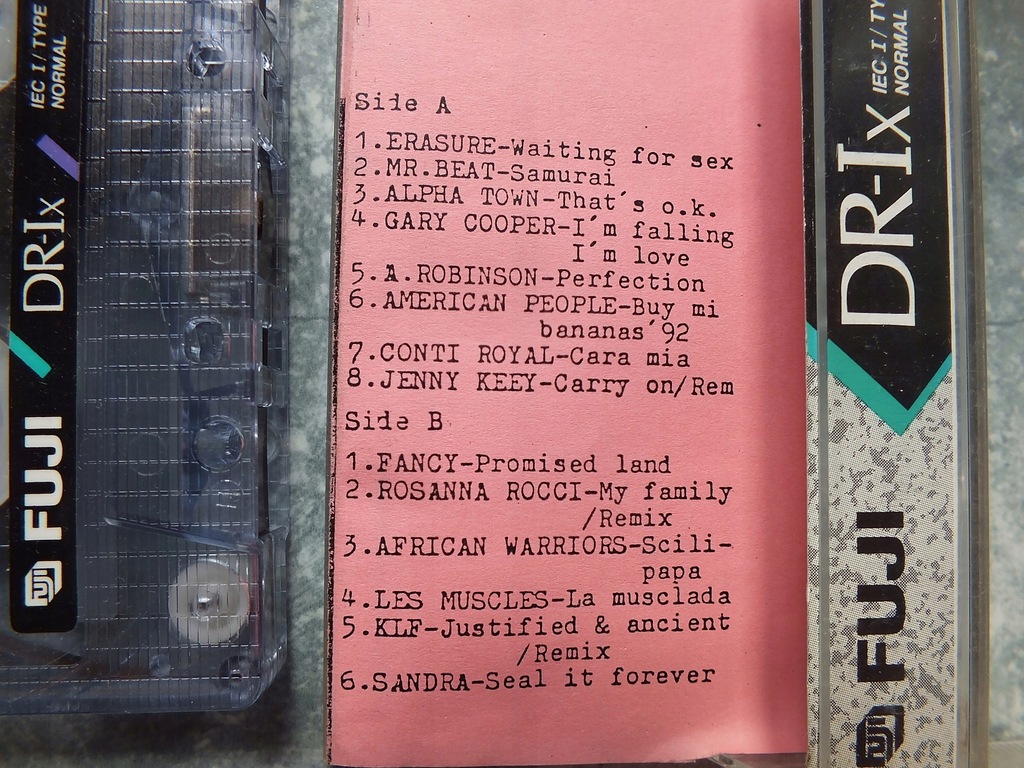 FUJI DR-Ix IEC I / TYPE I
NORMAL
Side A
1.ERASURE-Waiting for sex
2.MR.BEAT-Samurai
3.ALPHA TOWN-That's o.k.
4.GARY COOPER-I'm falling
I'm love
5.A.ROBINSON-Perfection
6.AMERICAN PEOPLE-Buy mi
bananas'92
7.CONTI ROYAL-Cara mia
8.JENNY KEEY-Carry on/Rem
Side B
1.FANCY-Promised land
2.ROSANNA ROCCI-My family
/Remix
3.AFRICAN WARRIORS-Scili-
papa
4.LES MUSCLES-La musclada
5.KLF-Justified & ancient
/Remix
6.SANDRA-Seal it forever
FUJI FUJI DR-Ix IEC I / TY
NORMAL